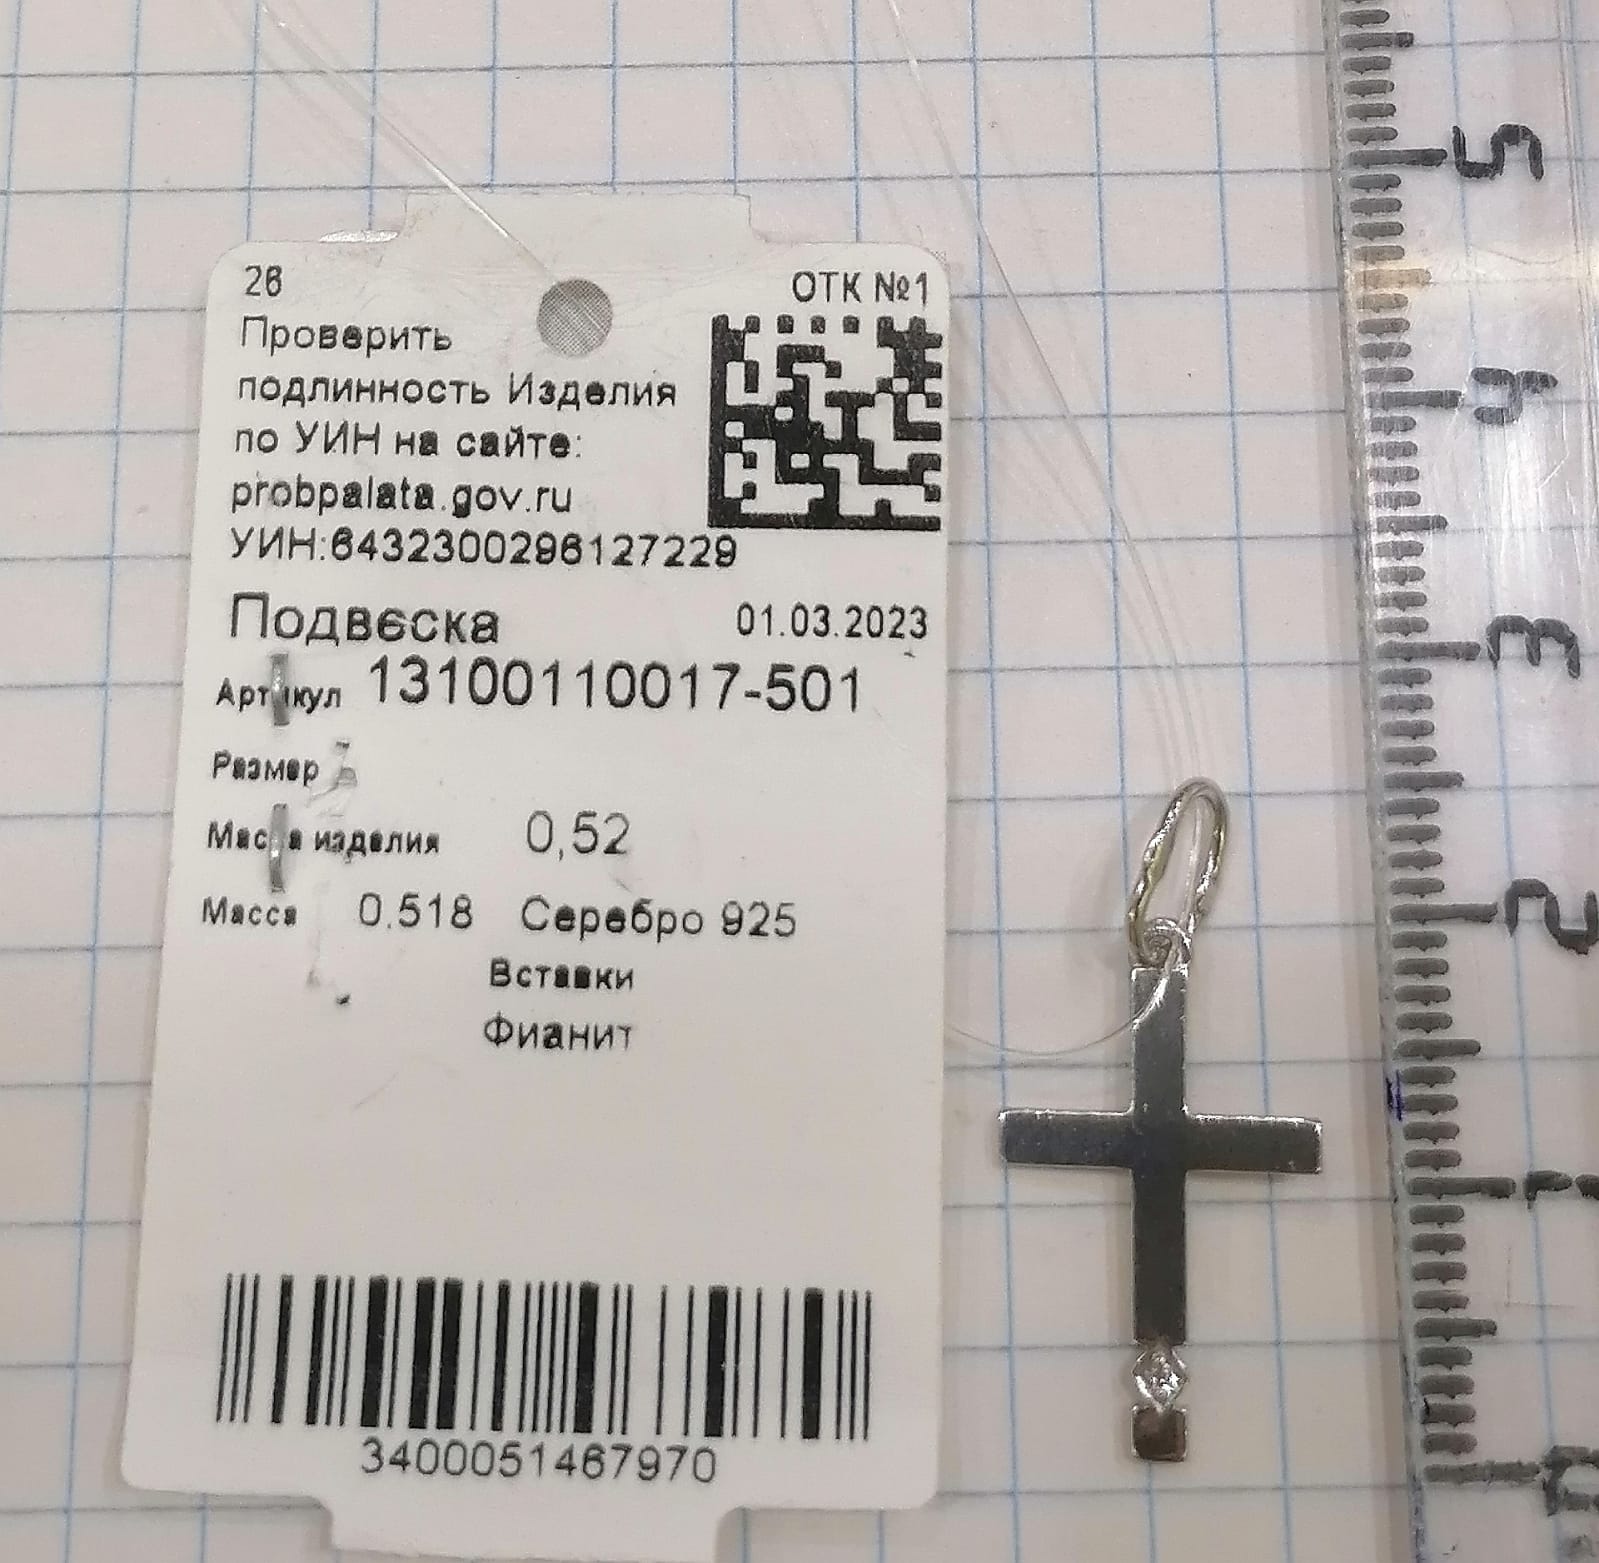 26
ОТК №1
Проверить
подлинность Изделия
по УИН на сайте:
probpalata.gov.ru
УИН:6432300296127229
Подвеска 01.03.2023
Артикул 13100110017-501
Размер
Масса изделия 0,52
Масса 0.518 Серебро 925
Вставки
Фианит
3400051467970
5
4
3
2
1